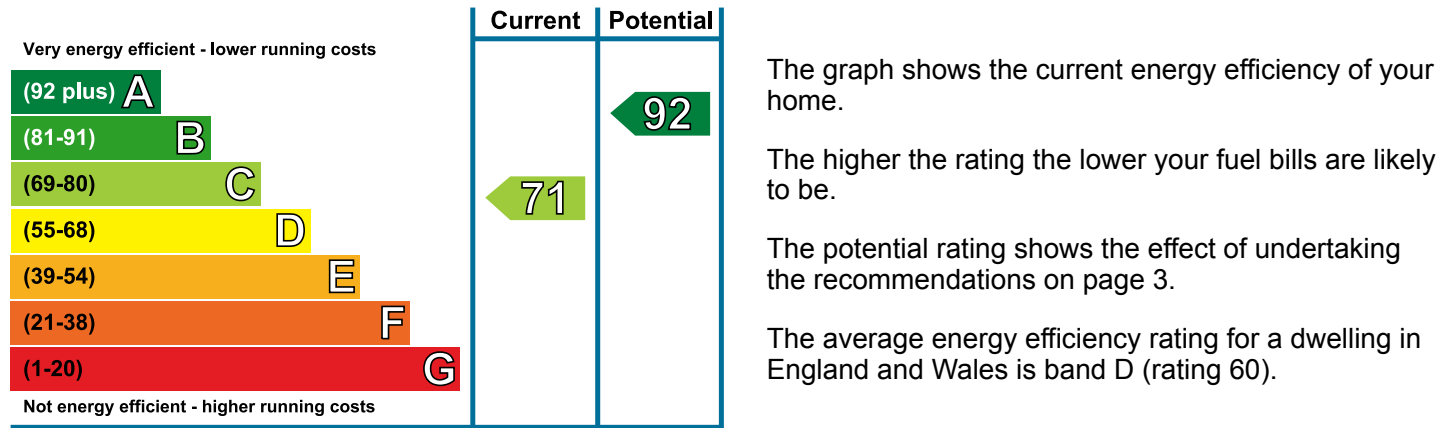 Current Potential
Very energy efficient - lower running costs
(92 plus) A
(81-91) B
(69-80) C
(55-68) D
(39-54) E
(21-38) F
(1-20) G
Not energy efficient - higher running costs
92
71
The graph shows the current energy efficiency of your
home.
The higher the rating the lower your fuel bills are likely
to be.
The potential rating shows the effect of undertaking
the recommendations on page 3.
The average energy efficiency rating for a dwelling in
England and Wales is band D (rating 60).